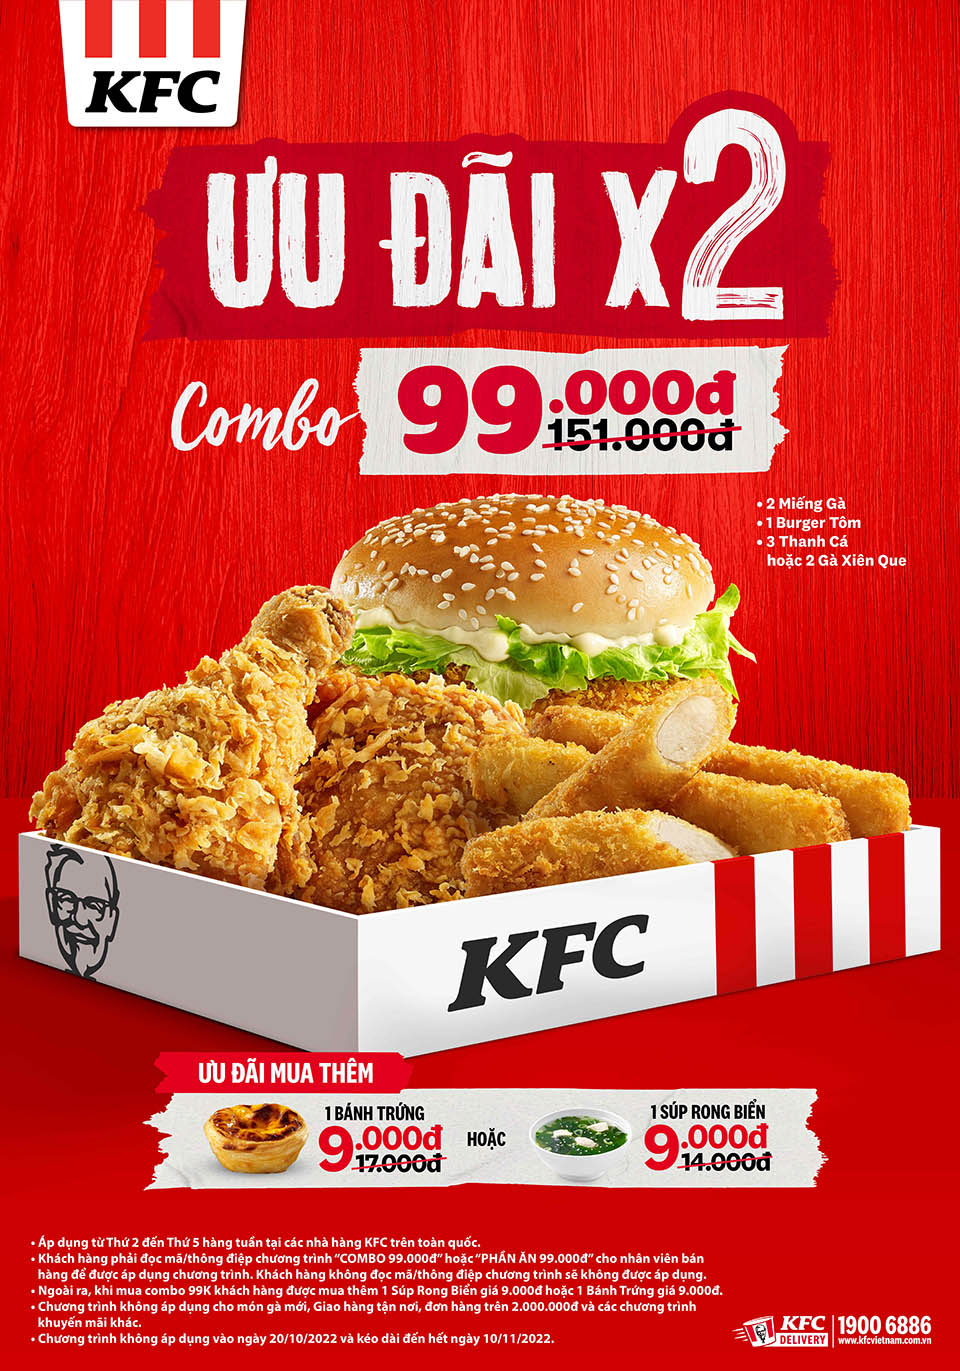 KFC
ƯU ĐÃI X2
Combo 99.000đ
151.000đ
• 2 Miếng Gà
• 1 Burger Tôm
• 3 Thanh Cá
hoặc 2 Gà Xiên Que
KFC
ƯU ĐÃI MUA THÊM
1 BÁNH TRỨNG
9.000đ
17.000đ
HOẶC
1 SÚP RONG BIỂN
9.000đ
14.000đ
• Áp dụng từ Thứ 2 đến Thứ 5 hàng tuần tại các nhà hàng KFC trên toàn quốc.
• Khách hàng phải đọc mã/thông điệp chương trình “COMBO 99.000đ” hoặc “PHẦN ĂN 99.000đ” cho nhân viên bán
hàng để được áp dụng chương trình. Khách hàng không đọc mã/thông điệp chương trình sẽ không được áp dụng.
• Ngoài ra, khi mua combo 99K khách hàng được mua thêm 1 Súp Rong Biển giá 9.000đ hoặc 1 Bánh Trứng giá 9.000đ.
• Chương trình không áp dụng cho món gà mới, Giao hàng tận nơi, đơn hàng trên 2.000.000đ và các chương trình
khuyến mãi khác.
• Chương trình không áp dụng vào ngày 20/10/2022 và kéo dài đến hết ngày 10/11/2022.
KFC
DELIVERY
1900 6886
www.kfcvietnam.com.vn